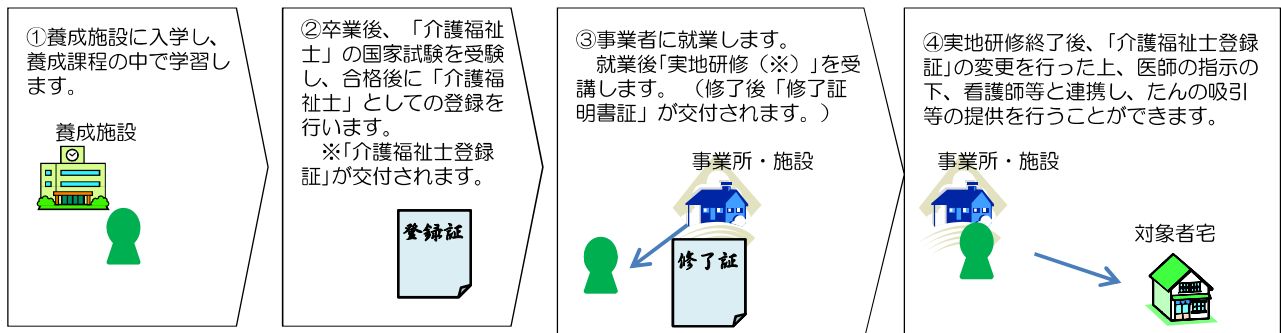 ①養成施設に入学し、
養成課程の中で学習し
ます。
養成施設
②卒業後、「介護福祉
士」の国家試験を受験
し、合格後に「介護福
祉士」としての登録を
行います。
※「介護福祉士登録
証」が交付されます。
登録証
③事業者に就業します。
就業後「実地研修（※）」を受
講します。（修了後「修了証
明書証」が交付されます。）
事業所・施設
修了証
④実地研修終了後、「介護福祉士登録
証」の変更を行った上、医師の指示の
下、看護師等と連携し、たんの吸引
等の提供を行うことができます。
事業所・施設
対象者宅